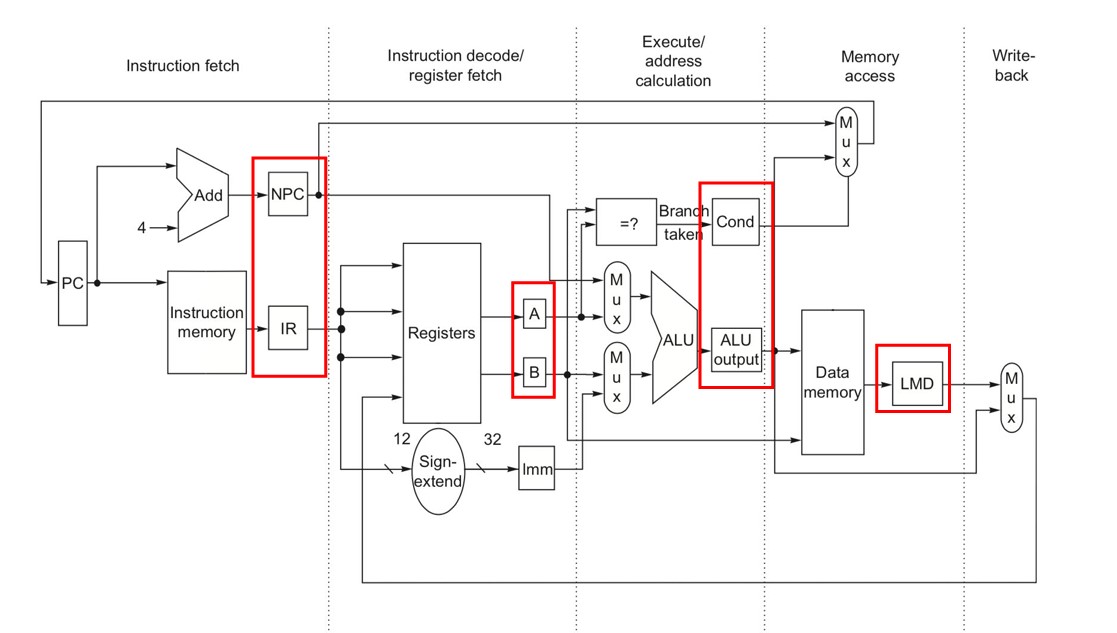 Instruction fetch
Instruction decode/
register fetch
Execute/
address
calculation
Memory
access
Write-
back
M
u
x
NPC
Add
4
Branch
taken
=?
Cond
PC
Instruction
memory
IR
Registers
A
B
M
u
x
M
u
x
ALU
ALU
output
Data
memory
LMD
M
u
x
12
32
Sign-
extend
Imm